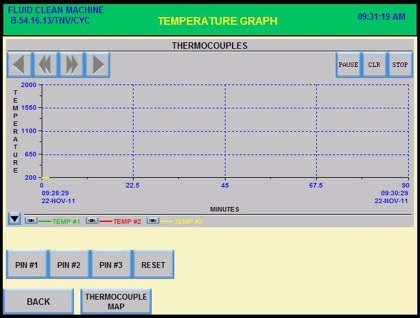 FLUID CLEAN MACHINE
B-54.16.13/TNV/CYC
TEMPERATURE GRAPH
09:31:19 AM
THERMOCOUPLES
PAUSE CLR STOP
TEMPERATURE
2000
1550
1100
650
200
0 22.5 45 67.5 90
09:28:29 09:30:29
22-NOV-11 22-NOV-11
MINUTES
TEMP #1 TEMP #2 TEMP #3
PIN #1 PIN #2 PIN #3 RESET
BACK
THERMOCOUPLE
MAP